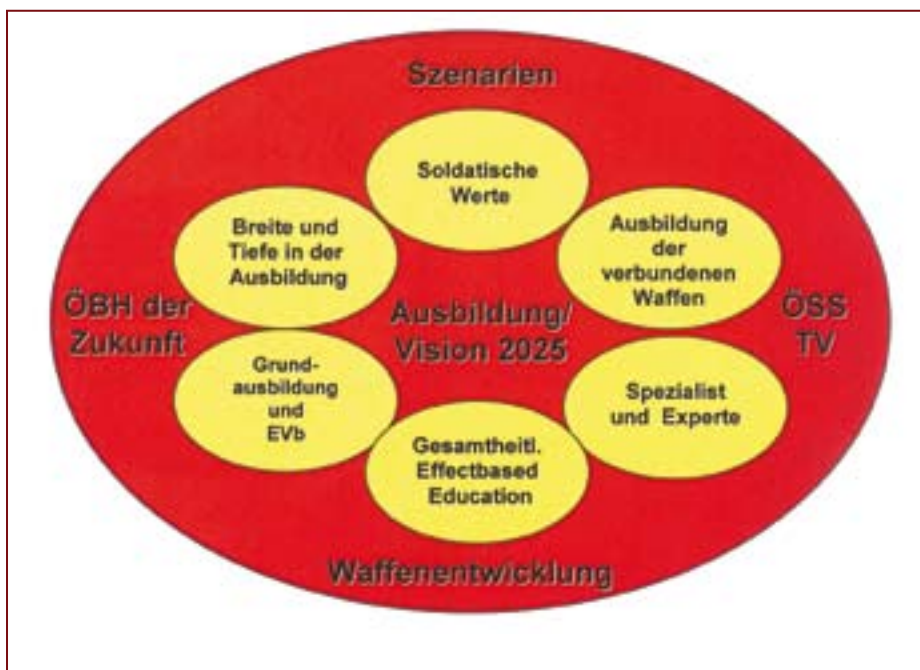 Szenarien
Soldatische
Werte
Breite und
Tiefe in der
Ausbildung
Ausbildung
der
verbundenen
Waffen
ÖBH der
Zukunft
Ausbildung/
Vision 2025
ÖSS
TV
Grund-
ausbildung
und
EVb
Spezialist
und Experte
Gesamtheitl.
Effectbased
Education
Waffenentwicklung